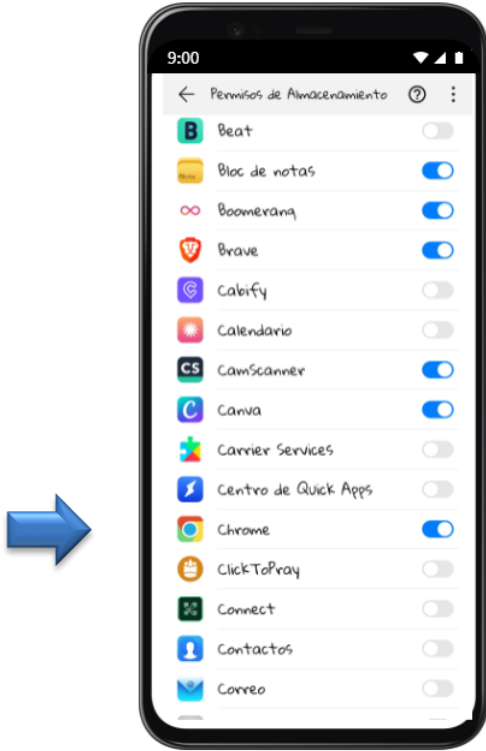 9:00
Permisos de Almacenamiento
Beat
Bloc de notas
Boomerang
Brave
Cabify
Calendario
CS CamScanner
Canva
Carrier Services
Centro de Quick Apps
Chrome
ClickToPray
Connect
Contactos
Correo